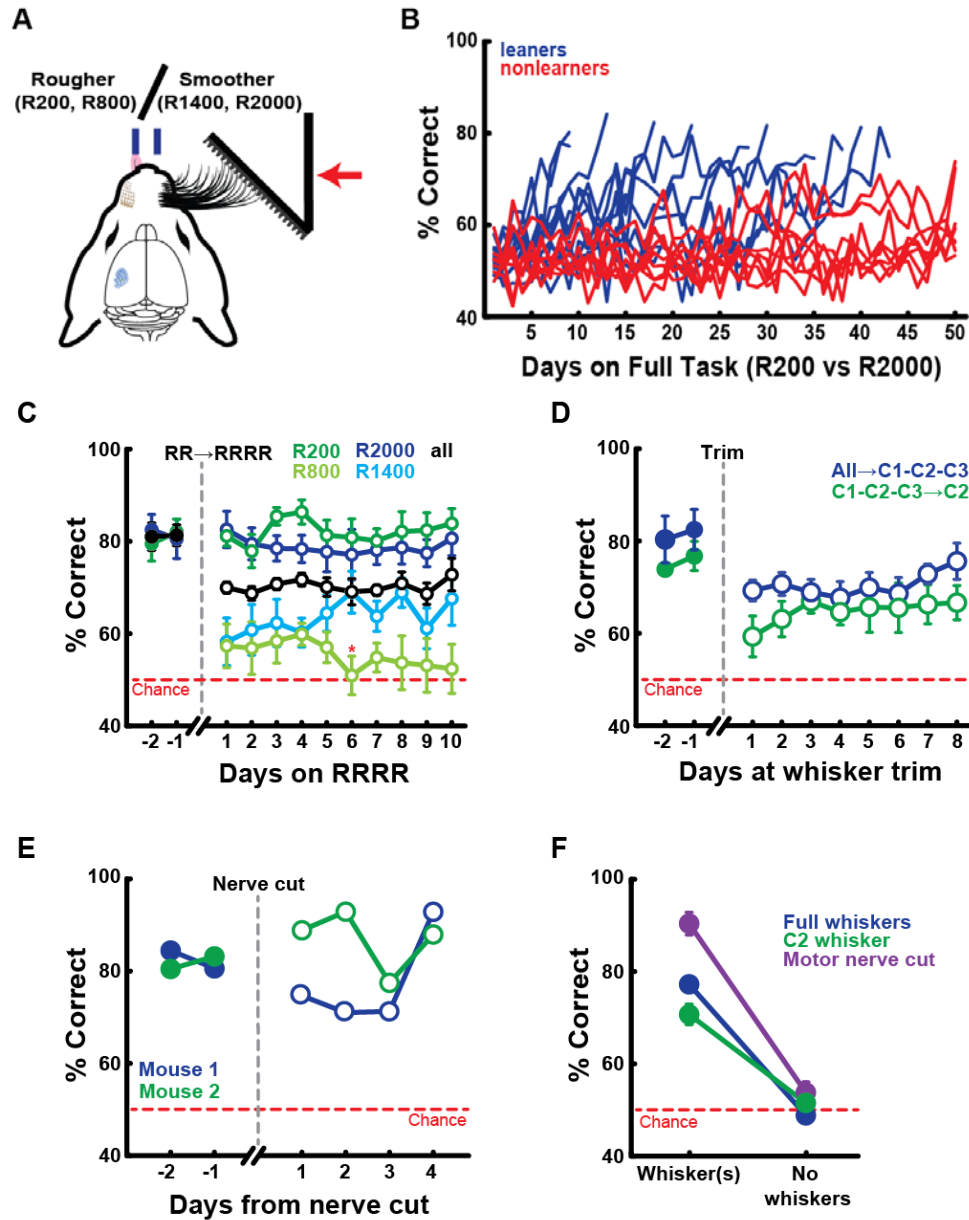 A
Rougher
(R200, R800)
Smoother
(R1400, R2000)
B
leaners
nonlearners
% Correct
100
80
60
40
5 10 15 20 25 30 35 40 45 50
Days on Full Task (R200 vs R2000)
C
RR→RRRR
R200 R2000 all
R800 R1400
% Correct
100
80
60
40
*
Chance
-2 -1 1 2 3 4 5 6 7 8 9 10
Days on RRRR
D
Trim
All→C1-C2-C3
C1-C2-C3→C2
% Correct
100
80
60
40
Chance
-2 -1 1 2 3 4 5 6 7 8
Days at whisker trim
E
Nerve cut
% Correct
100
80
60
40
Mouse 1
Mouse 2
Chance
-2 -1 1 2 3 4
Days from nerve cut
F
Full whiskers
C2 whisker
Motor nerve cut
% Correct
100
80
60
40
Chance
Whisker(s)
No
whiskers